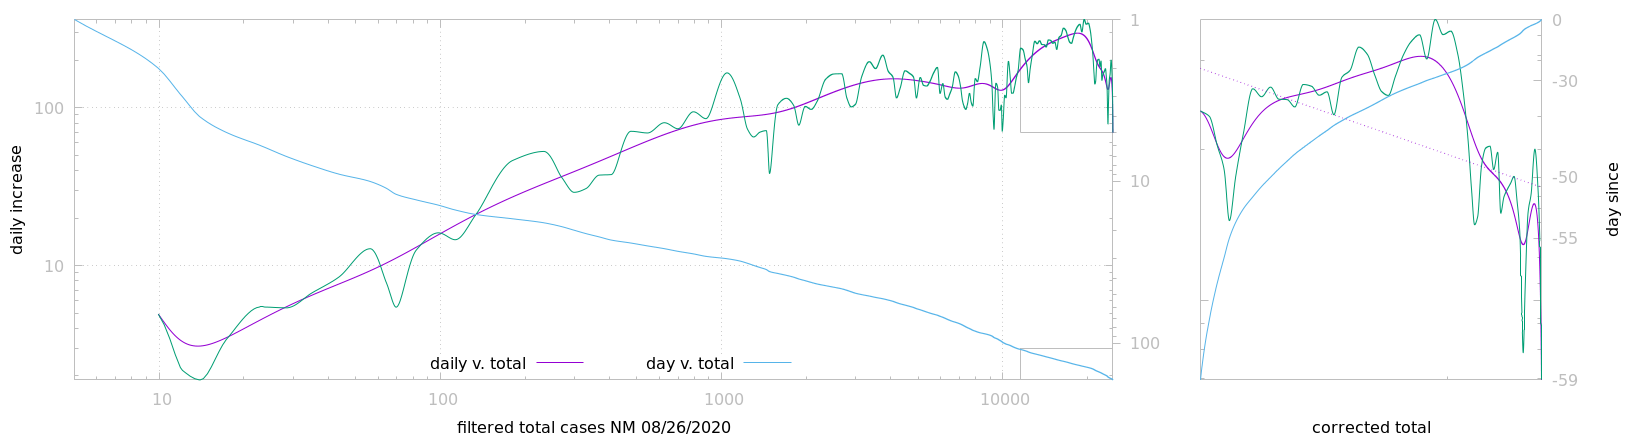 daily increase
100
10
10
100
1000
10000
1
10
100
daily v. total
day v. total
filtered total cases NM 08/26/2020
0
-30
-50
-55
-59
day since
corrected total